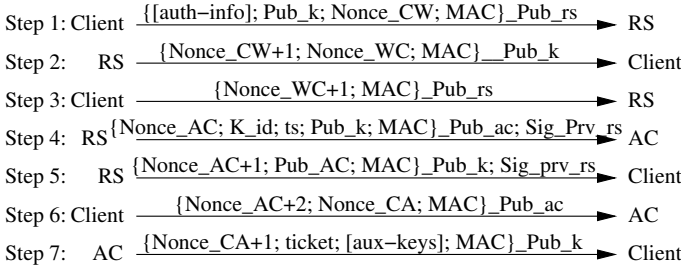 Step 1: Client {[auth−info]; Pub_k; Nonce_CW; MAC}_Pub_rs RS
Step 2: RS {Nonce_CW+1; Nonce_WC; MAC}__Pub_k Client
Step 3: Client {Nonce_WC+1; MAC}_Pub_rs RS
Step 4: RS {Nonce_AC; K_id; ts; Pub_k; MAC}_Pub_ac; Sig_Prv_rs AC
Step 5: RS {Nonce_AC+1; Pub_AC; MAC}_Pub_k; Sig_prv_rs Client
Step 6: Client {Nonce_AC+2; Nonce_CA; MAC}_Pub_ac AC
Step 7: AC {Nonce_CA+1; ticket; [aux−keys]; MAC}_Pub_k Client